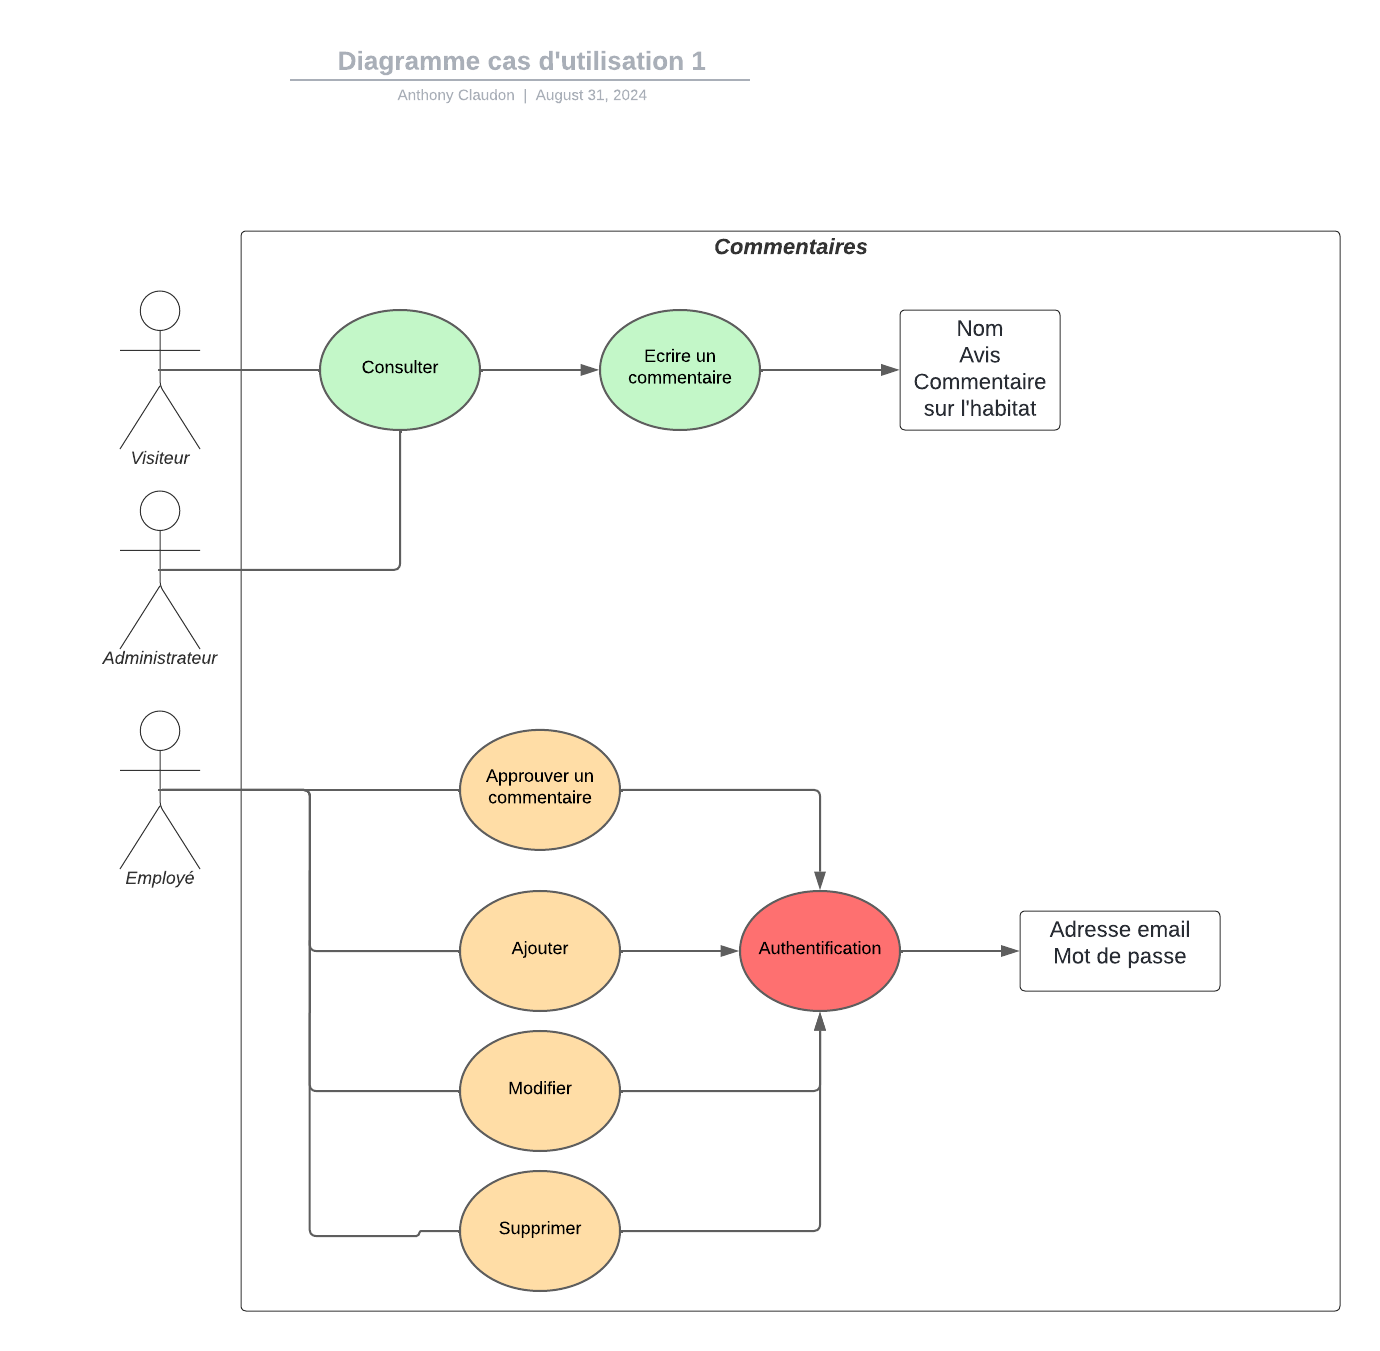 Diagramme cas d'utilisation 1
Anthony Claudon | August 31, 2024
Commentaires
Visiteur
Consulter
Ecrire un
commentaire
Nom
Avis
Commentaire
sur l'habitat
Administrateur
Employé
Approuver un
commentaire
Ajouter
Authentification
Adresse email
Mot de passe
Modifier
Supprimer